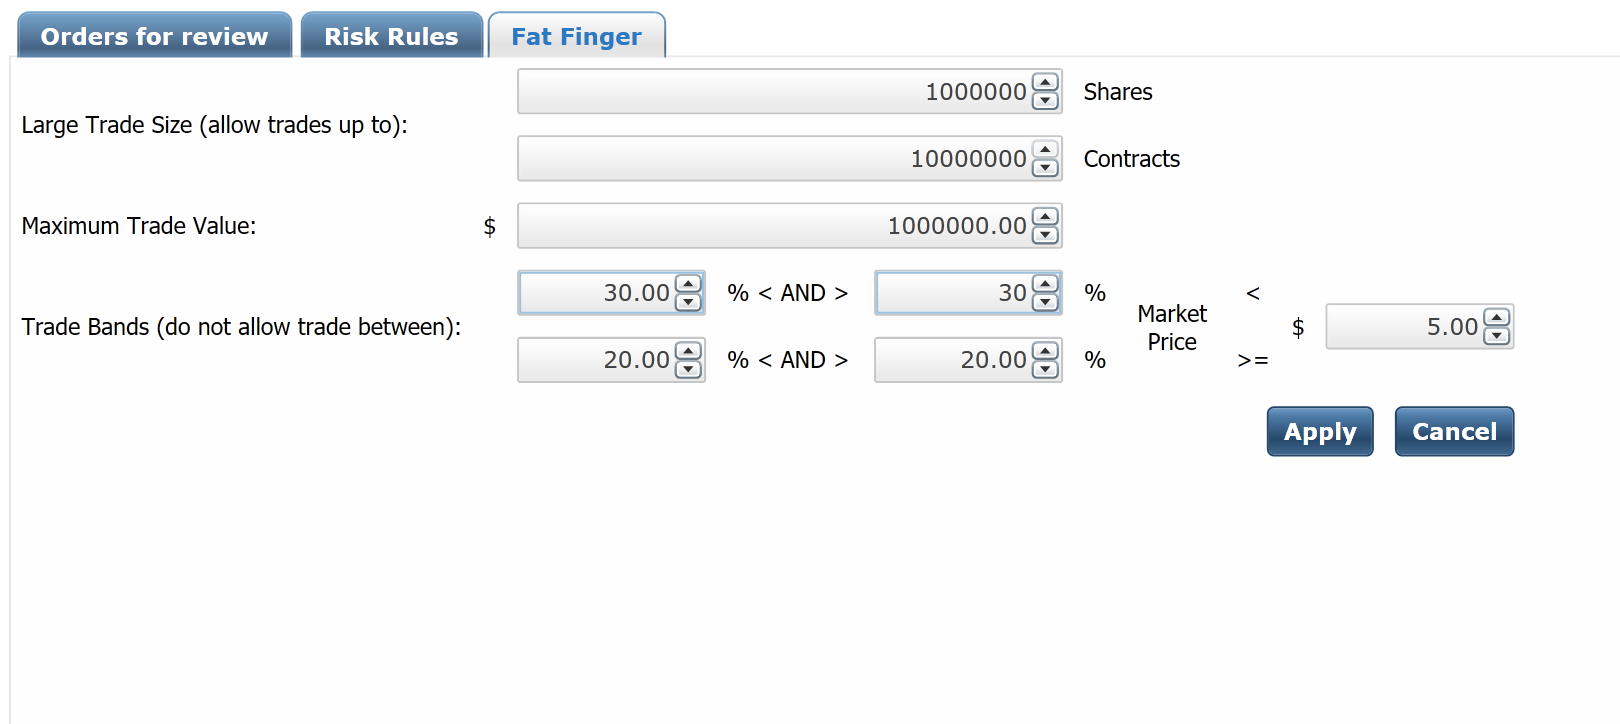 Orders for review Risk Rules Fat Finger
1000000 Shares
Large Trade Size (allow trades up to):
10000000 Contracts
Maximum Trade Value: $ 1000000.00
30.00 % < AND > 30 % <
Trade Bands (do not allow trade between): Market Price $ 5.00
20.00 % < AND > 20.00 % >=
Apply Cancel